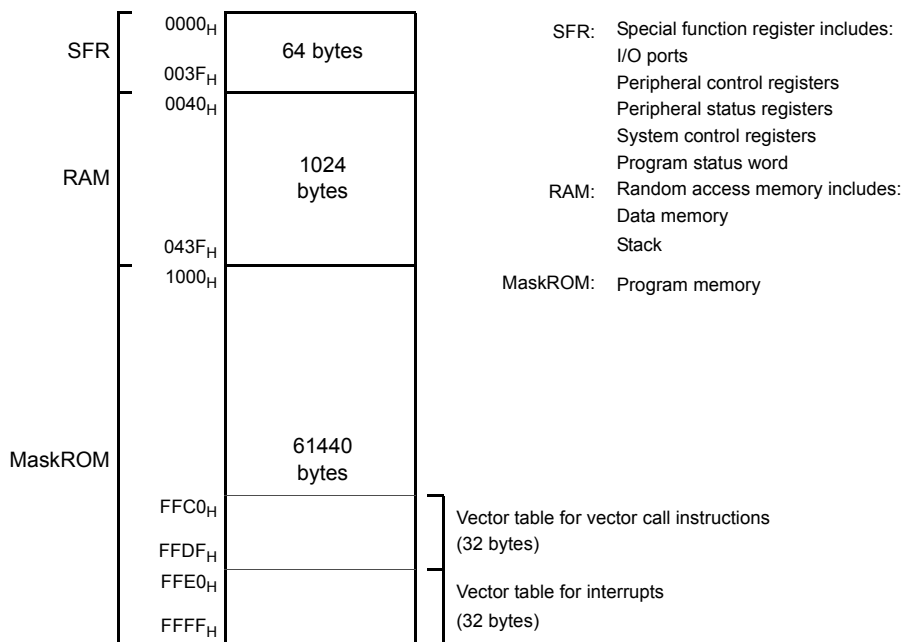 SFR
0000H
64 bytes
003FH
RAM
0040H
1024
bytes
043FH
MaskROM
1000H
61440
bytes
FFC0H
FFDFH
FFE0H
FFFFH
Vector table for vector call instructions
(32 bytes)
Vector table for interrupts
(32 bytes)
SFR: Special function register includes:
I/O ports
Peripheral control registers
Peripheral status registers
System control registers
Program status word
RAM: Random access memory includes:
Data memory
Stack
MaskROM: Program memory